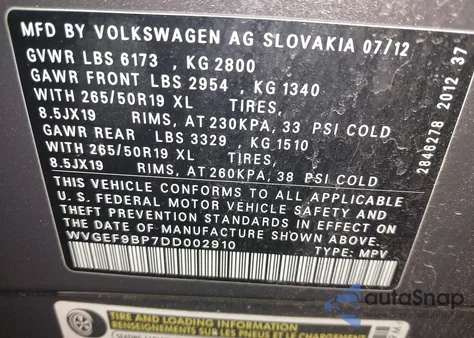 MFD BY VOLKSWAGEN AG SLOVAKIA 07/12
GVWR LBS 6173 , KG 2800
GAWR FRONT LBS 2954 , KG 1340
WITH 265/50R19 XL TIRES,
8.5JX19 RIMS, AT 230KPA, 33 PSI COLD
GAWR REAR LBS 3329 , KG 1510
WITH 265/50R19 XL TIRES,
8.5JX19 RIMS, AT 260KPA, 38 PSI COLD
THIS VEHICLE CONFORMS TO ALL APPLICABLE
U.S. FEDERAL MOTOR VEHICLE SAFETY AND
THEFT PREVENTION STANDARDS IN EFFECT ON
THE DATE OF MANUFACTURE SHOWN ABOVE
WVGEF9BP7DD002910 TYPE: MPV
2846278 2012 37
autoSnap
TIRE AND LOADING INFORMATION
RENSEIGNEMENTS SUR LES PNEUS ET LE CHARGEMENT